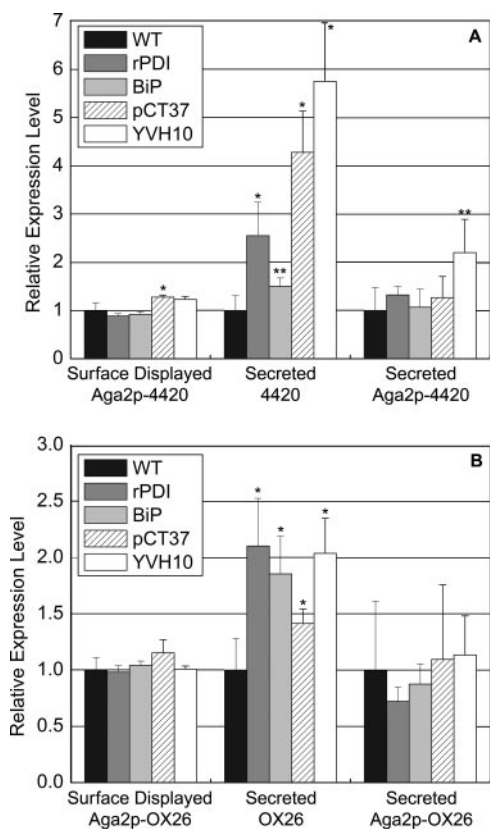 A
WT
rPDI
BiP
pCT37
YVH10
Relative Expression Level
7
6
5
4
3
2
1
0
*
*
**
*
*
**
Surface Displayed Aga2p-4420
Secreted 4420
Secreted Aga2p-4420
B
WT
rPDI
BiP
pCT37
YVH10
Relative Expression Level
3.0
2.5
2.0
1.5
1.0
0.5
0.0
*
*
*
*
Surface Displayed Aga2p-OX26
Secreted OX26
Secreted Aga2p-OX26